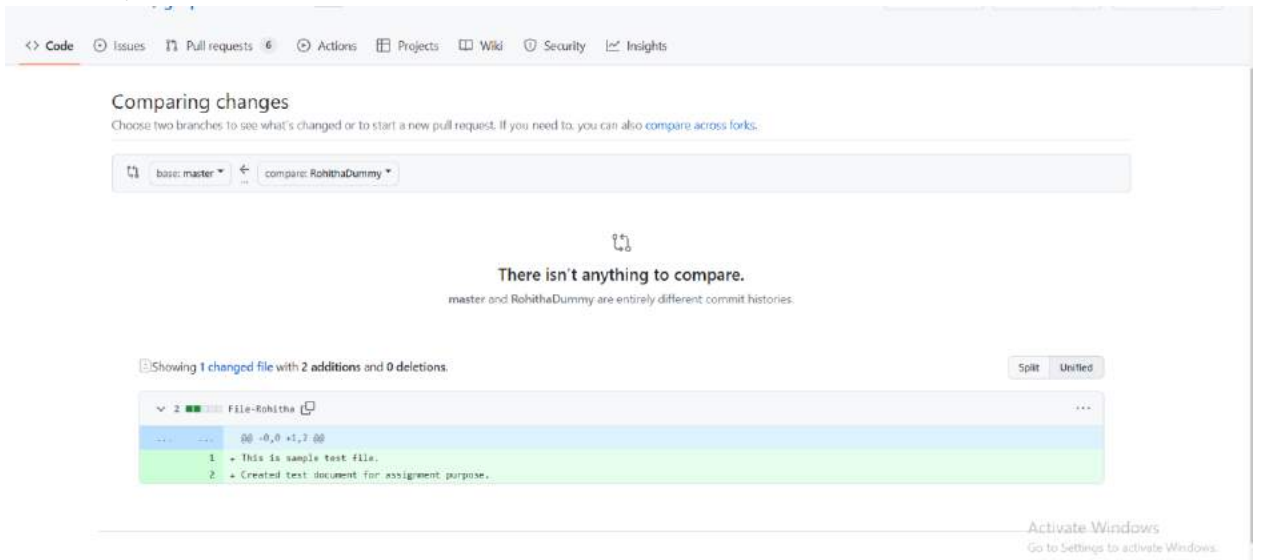 <> Code Issues Pull requests 6 Actions Projects Wiki Security Insights
Comparing changes
Choose two branches to see what's changed or to start a new pull request. If you need to, you can also compare across forks.
base: master ← compare: RohithaDummy
...
There isn't anything to compare.
master and RohithaDummy are entirely different commit histories.
Showing 1 changed file with 2 additions and 0 deletions.
Split Unified
2 File-Rohitha ...
... ... @@ -0,0 +1,2 @@
1 + This is sample test file.
2 + Created test document for assignment purpose.
Activate Windows
Go to Settings to activate Windows.